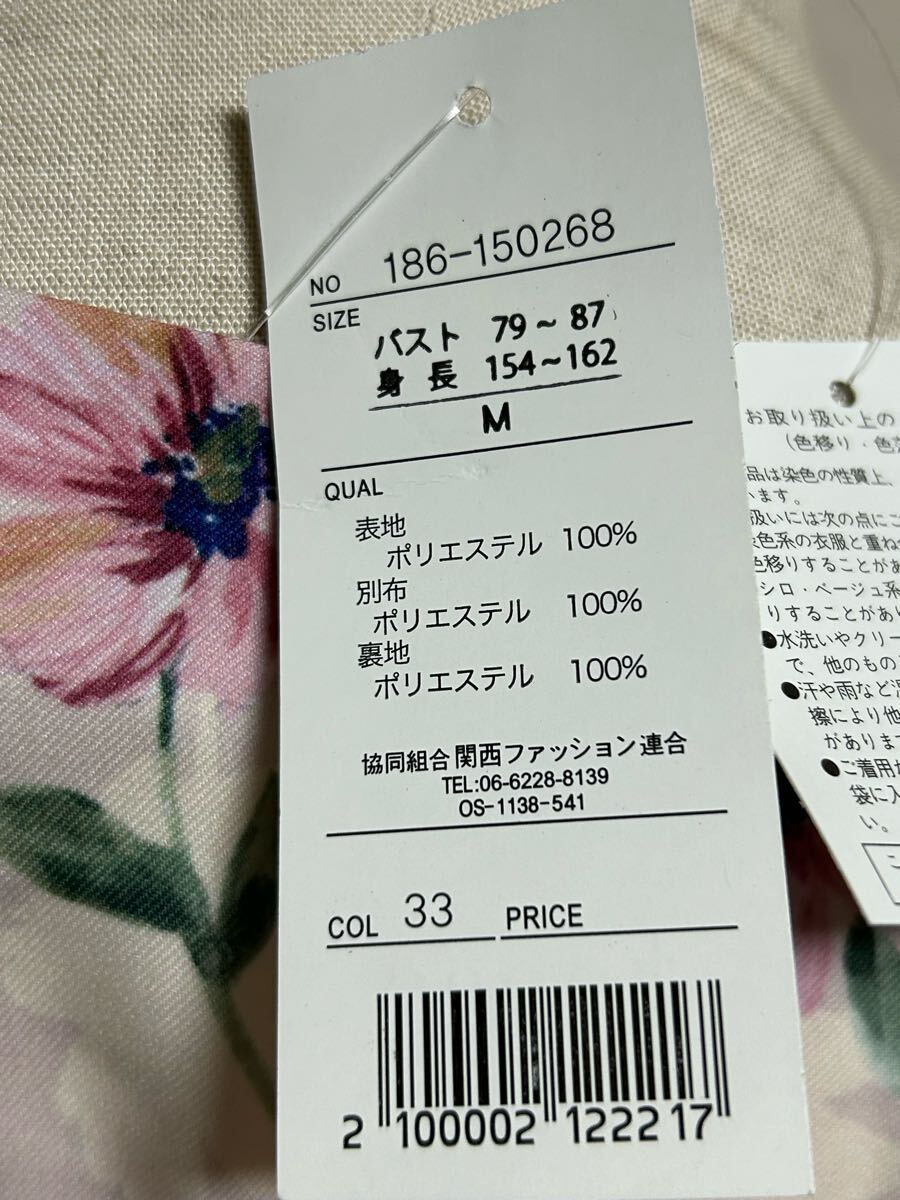 NO 186-150268
SIZE
バスト 79~87
身長 154~162
M
QUAL
表地
ポリエステル 100%
別布
ポリエステル 100%
裏地
ポリエステル 100%
協同組合関西ファッション連合
TEL:06-6228-8139
OS-1138-541
COL 33 PRICE
2 100002 122217
お取り扱い上の
(色移り・色
品は染色の性質上、
います。
扱いには次の点にご
色系の衣服と重ね
色移りすることがあ
シロ・ベージュ系
りすることがあり
●水洗いやクリー
で、他のもの
●汗や雨など
擦により他
がありま
●ご着用
袋に入
い。